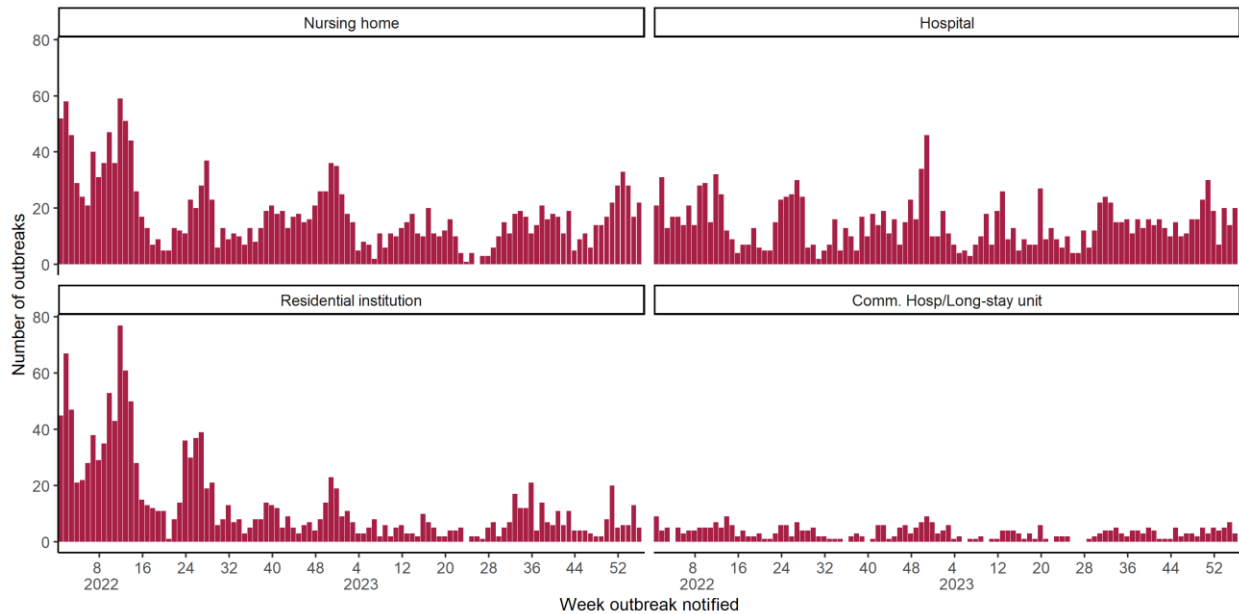 Nursing home
Hospital
80
60
40
20
0
Residential institution
Comm. Hosp/Long-stay unit
80
60
40
20
0
Number of outbreaks
8 16 24 32 40 48 4 12 20 28 36 44 52
2022 2023
8 16 24 32 40 48 4 12 20 28 36 44 52
2022 2023
Week outbreak notified